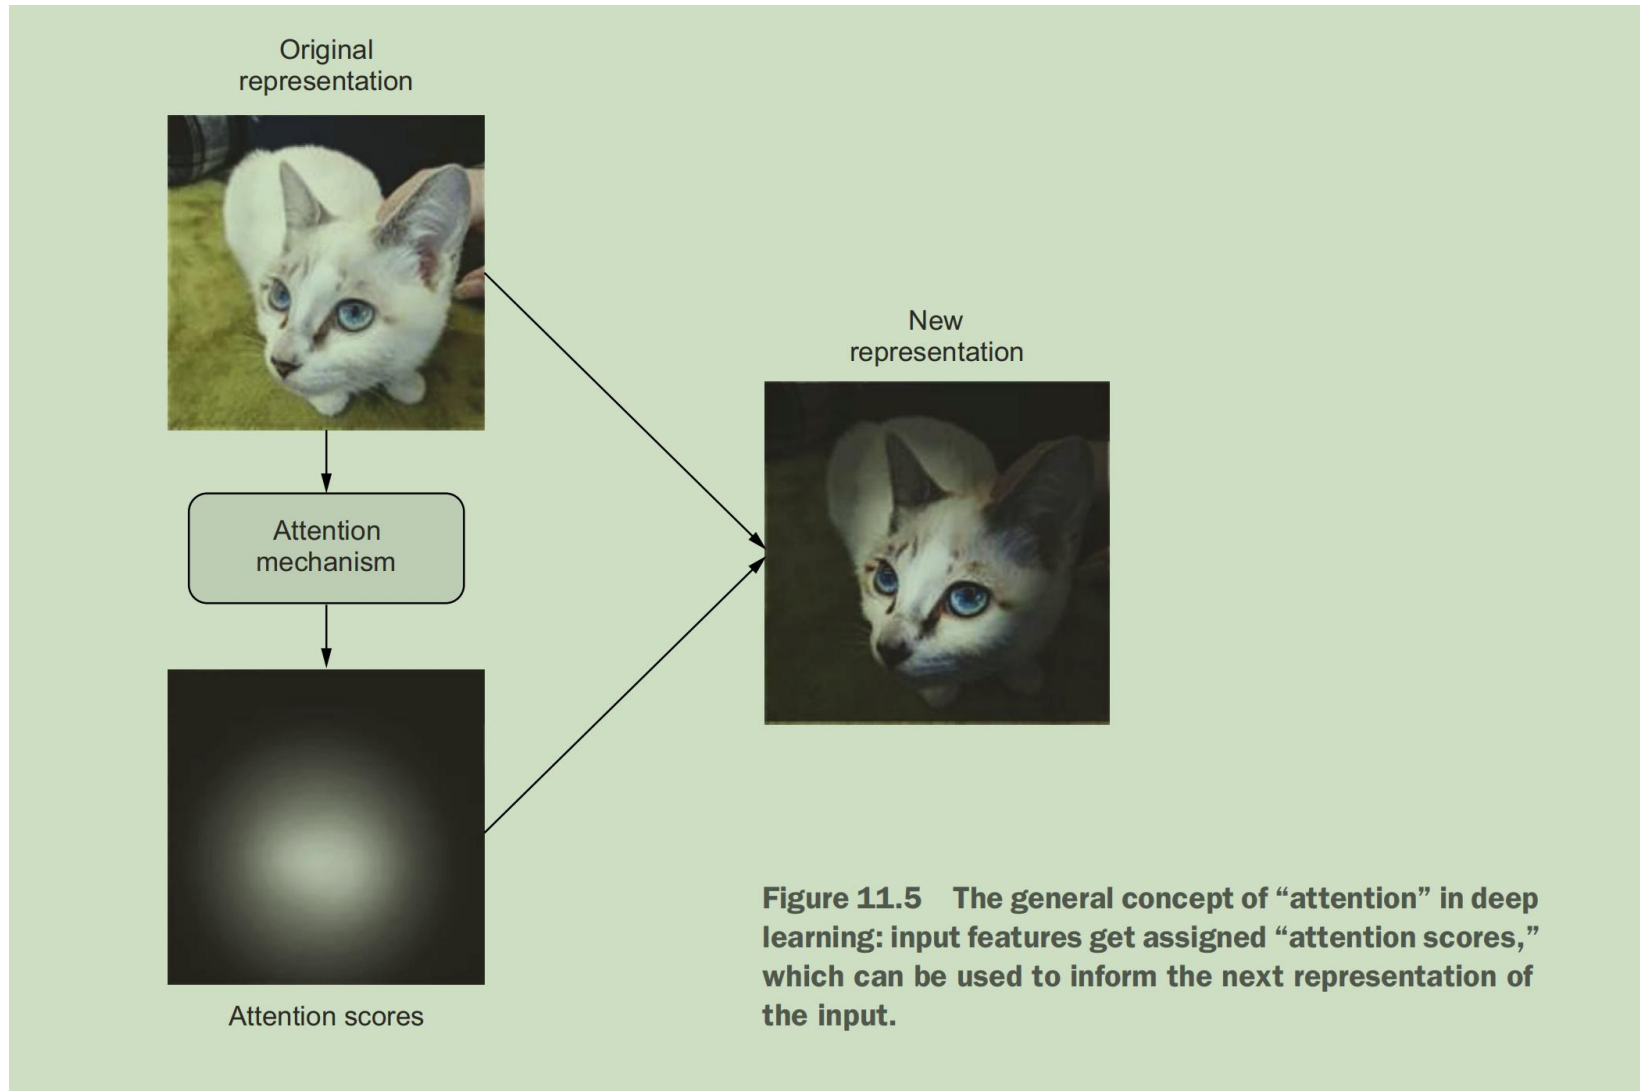 Original
representation
Attention
mechanism
Attention scores
New
representation
Figure 11.5 The general concept of “attention” in deep
learning: input features get assigned “attention scores,”
which can be used to inform the next representation of
the input.